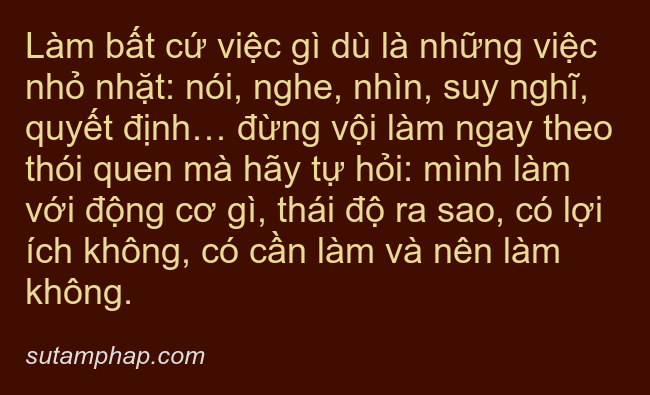 Làm bất cứ việc gì dù là những việc
nhỏ nhặt: nói, nghe, nhìn, suy nghĩ,
quyết định… đừng vội làm ngay theo
thói quen mà hãy tự hỏi: mình làm
với động cơ gì, thái độ ra sao, có lợi
ích không, có cần làm và nên làm
không.
sutamphap.com